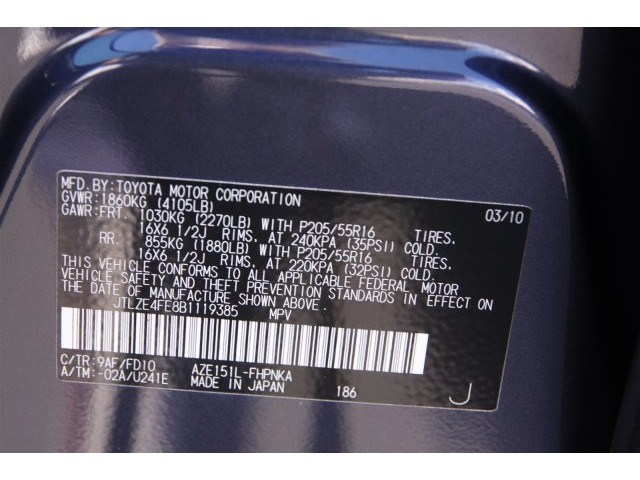 MFD.BY:TOYOTA MOTOR CORPORATION 03/10
GVWR:1860KG (4105LB)
GAWR:FRT. 1030KG (2270LB) WITH P205/55R16 TIRES,
16X6 1/2J RIMS, AT 240KPA (35PSI) COLD.
RR. 855KG (1880LB) WITH P205/55R16 TIRES,
16X6 1/2J RIMS, AT 220KPA (32PSI) COLD.
THIS VEHICLE CONFORMS TO ALL APPLICABLE FEDERAL MOTOR
VEHICLE SAFETY AND THEFT PREVENTION STANDARDS IN EFFECT ON
THE DATE OF MANUFACTURE SHOWN ABOVE.
JTLZE4FE8B1119385 MPV
C/TR:9AF/FD10 AZE151L-FHPNKA
A/TM:-02A/U241E MADE IN JAPAN 186 J